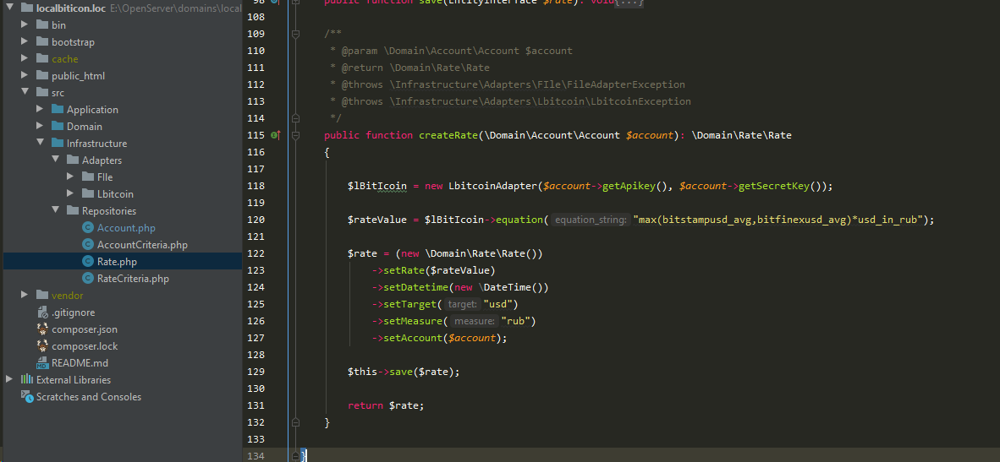 localbiticon.loc E:\OpenServer\domains\local
bin
bootstrap
cache
public_html
src
Application
Domain
Infrastructure
Adapters
FIle
Lbitcoin
Repositories
Account.php
AccountCriteria.php
Rate.php
RateCriteria.php
vendor
.gitignore
composer.json
composer.lock
README.md
External Libraries
Scratches and Consoles
98 public function save(EntityInterface $rate): void{...}
108
109 /**
110 * @param \Domain\Account\Account $account
111 * @return \Domain\Rate\Rate
112 * @throws \Infrastructure\Adapters\FIle\FileAdapterException
113 * @throws \Infrastructure\Adapters\Lbitcoin\LbitcoinException
114 */
115 public function createRate(\Domain\Account\Account $account): \Domain\Rate\Rate
116 {
117
118 $lBitIcoin = new LbitcoinAdapter($account->getApikey(), $account->getSecretKey());
119
120 $rateValue = $lBitIcoin->equation( equation_string: "max(bitstampusd_avg,bitfinexusd_avg)*usd_in_rub");
121
122 $rate = (new \Domain\Rate\Rate())
123 ->setRate($rateValue)
124 ->setDatetime(new \DateTime())
125 ->setTarget( target: "usd")
126 ->setMeasure( measure: "rub")
127 ->setAccount($account);
128
129 $this->save($rate);
130
131 return $rate;
132 }
133
134 }